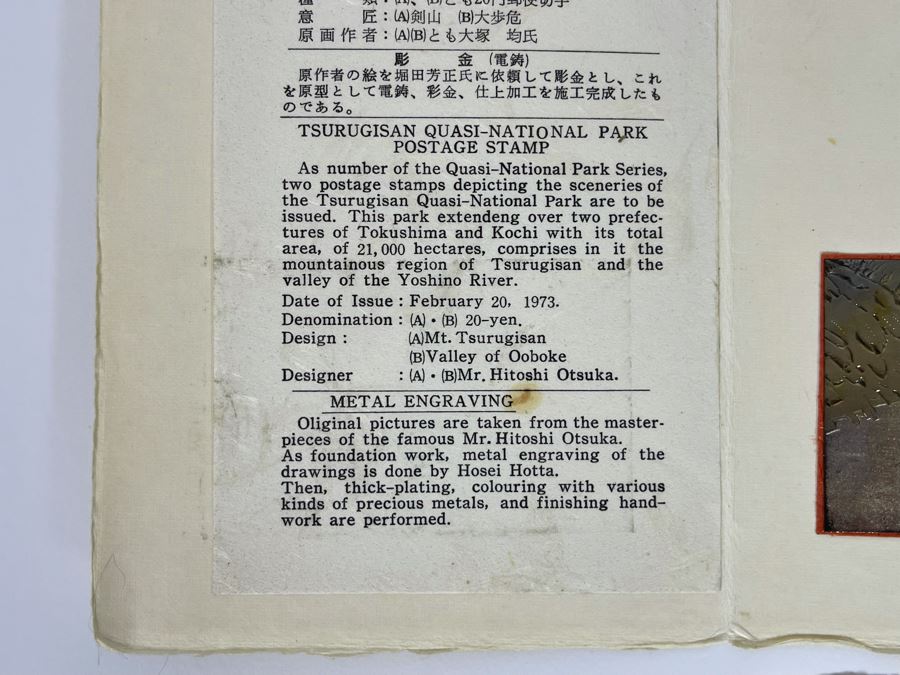 類：(A)、(B)とも20円郵便切手
意 匠：(A)剣山 (B)大歩危
原画作者：(A)(B)とも大塚 均氏
彫 金 (電鋳)
原作者の絵を堀田芳正氏に依頼して彫金とし、これ
を原型として電鋳、彩金、仕上加工を施工完成したも
のである。
TSURUGISAN QUASI-NATIONAL PARK
POSTAGE STAMP
As number of the Quasi-National Park Series,
two postage stamps depicting the sceneries of
the Tsurugisan Quasi-National Park are to be
issued. This park extendeng over two prefec-
tures of Tokushima and Kochi with its total
area, of 21,000 hectares, comprises in it the
mountainous region of Tsurugisan and the
valley of the Yoshino River.
Date of Issue : February 20, 1973.
Denomination : (A)・(B) 20-yen.
Design : (A)Mt. Tsurugisan
(B)Valley of Ooboke
Designer : (A)・(B)Mr. Hitoshi Otsuka.
METAL ENGRAVING
Oliginal pictures are taken from the master-
pieces of the famous Mr. Hitoshi Otsuka.
As foundation work, metal engraving of the
drawings is done by Hosei Hotta.
Then, thick-plating, colouring with various
kinds of precious metals, and finishing hand-
work are performed.